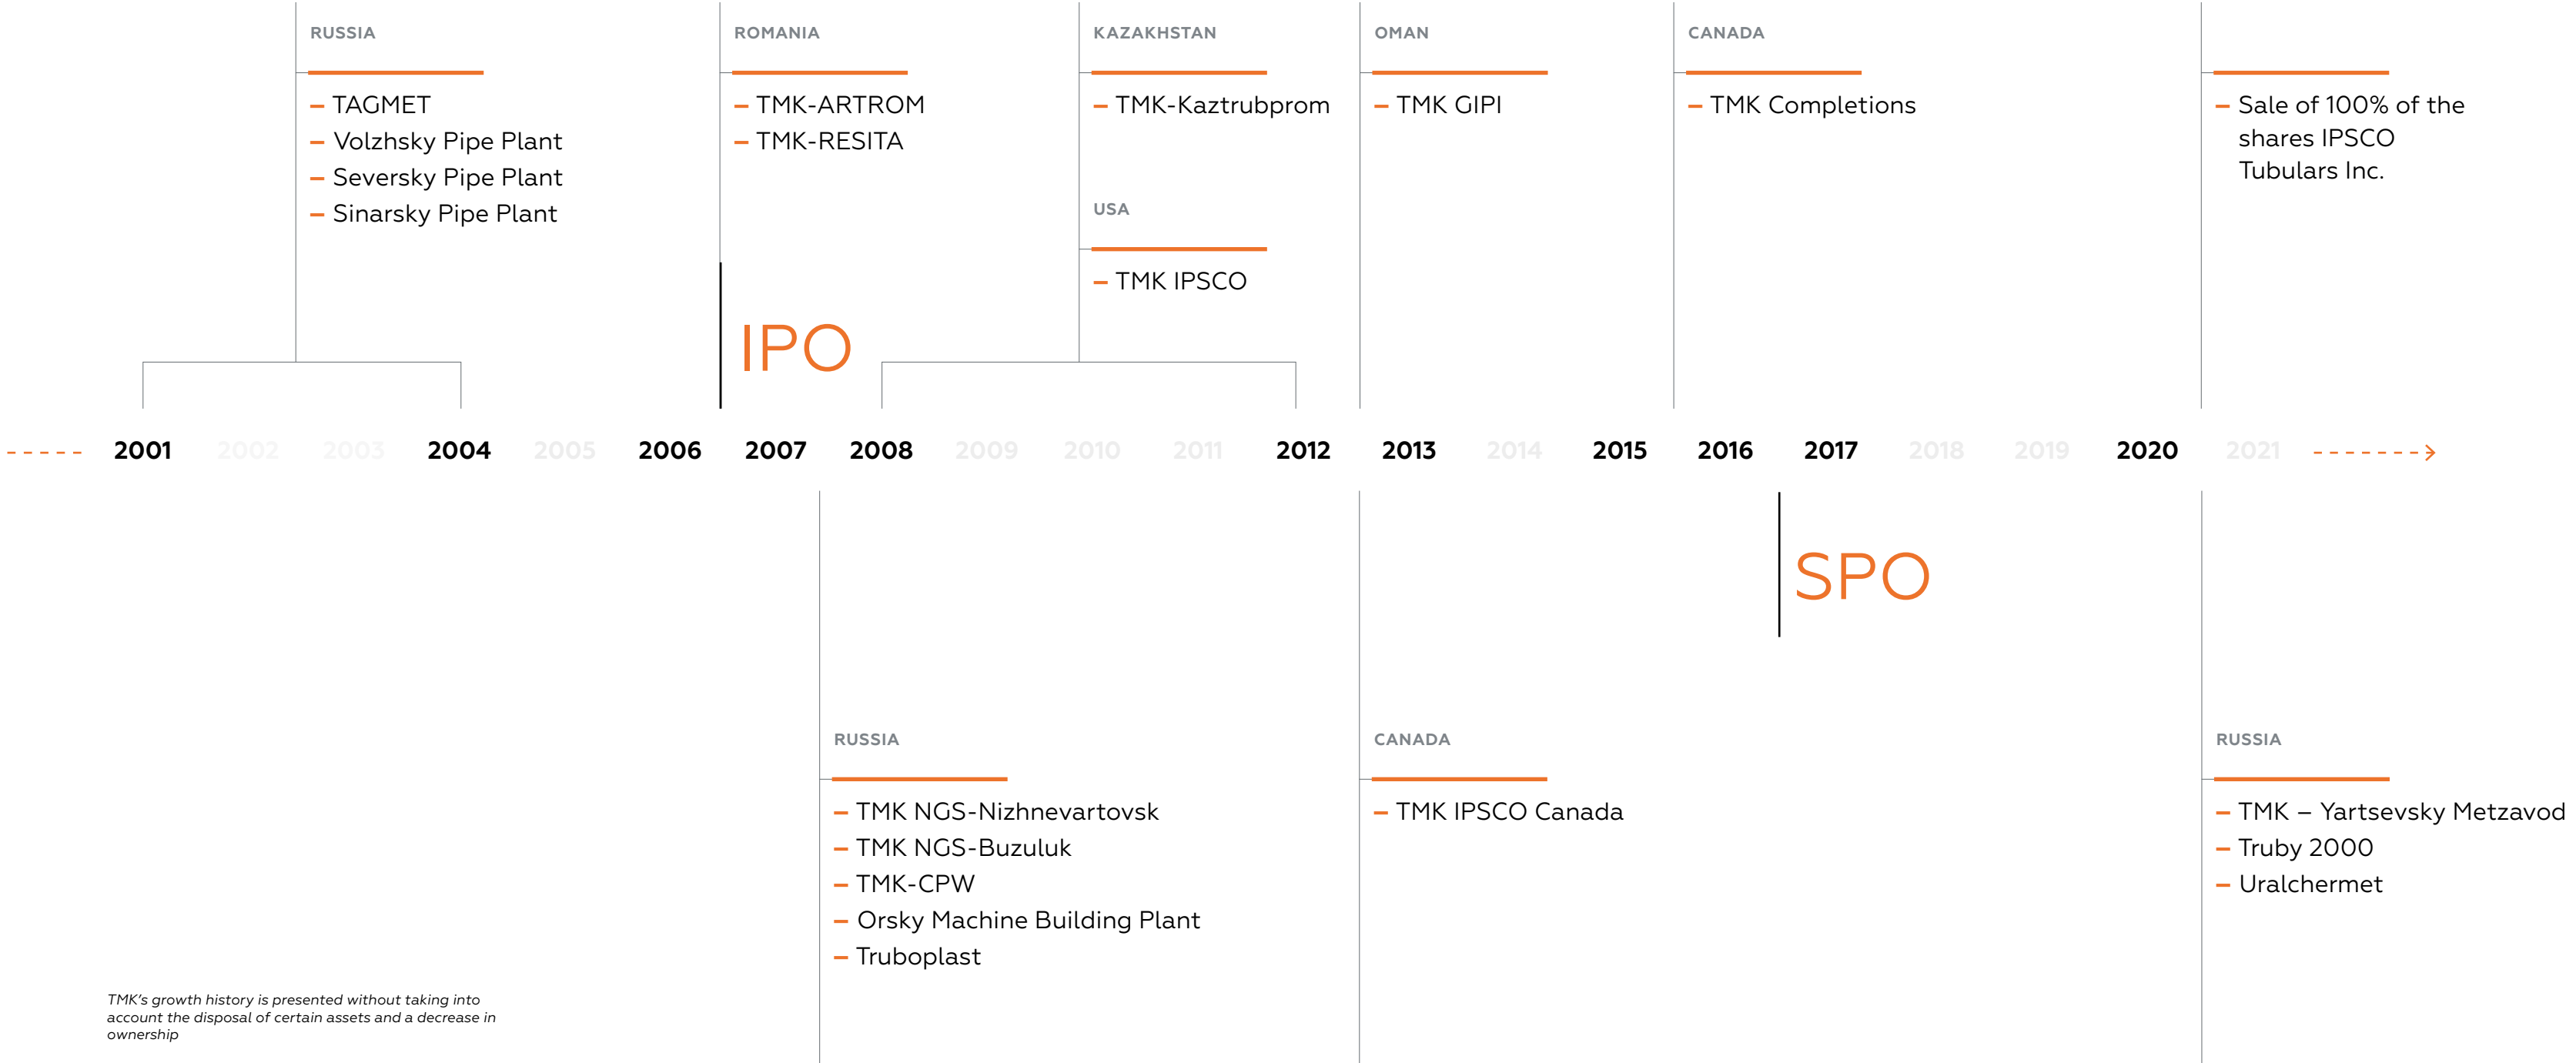 RUSSIA
– TAGMET
– Volzhsky Pipe Plant
– Seversky Pipe Plant
– Sinarsky Pipe Plant
ROMANIA
– TMK-ARTROM
– TMK-RESITA
IPO
KAZAKHSTAN
– TMK-Kaztrubprom
USA
– TMK IPSCO
OMAN
– TMK GIPI
CANADA
– TMK Completions
– Sale of 100% of the
shares IPSCO
Tubulars Inc.
2001 2002 2003 2004 2005 2006 2007 2008 2009 2010 2011 2012 2013 2014 2015 2016 2017 2018 2019 2020 2021
SPO
RUSSIA
– TMK NGS-Nizhnevartovsk
– TMK NGS-Buzuluk
– TMK-CPW
– Orsky Machine Building Plant
– Truboplast
CANADA
– TMK IPSCO Canada
RUSSIA
– TMK – Yartsevsky Metzavod
– Truby 2000
– Uralchermet
TMK's growth history is presented without taking into
account the disposal of certain assets and a decrease in
ownership